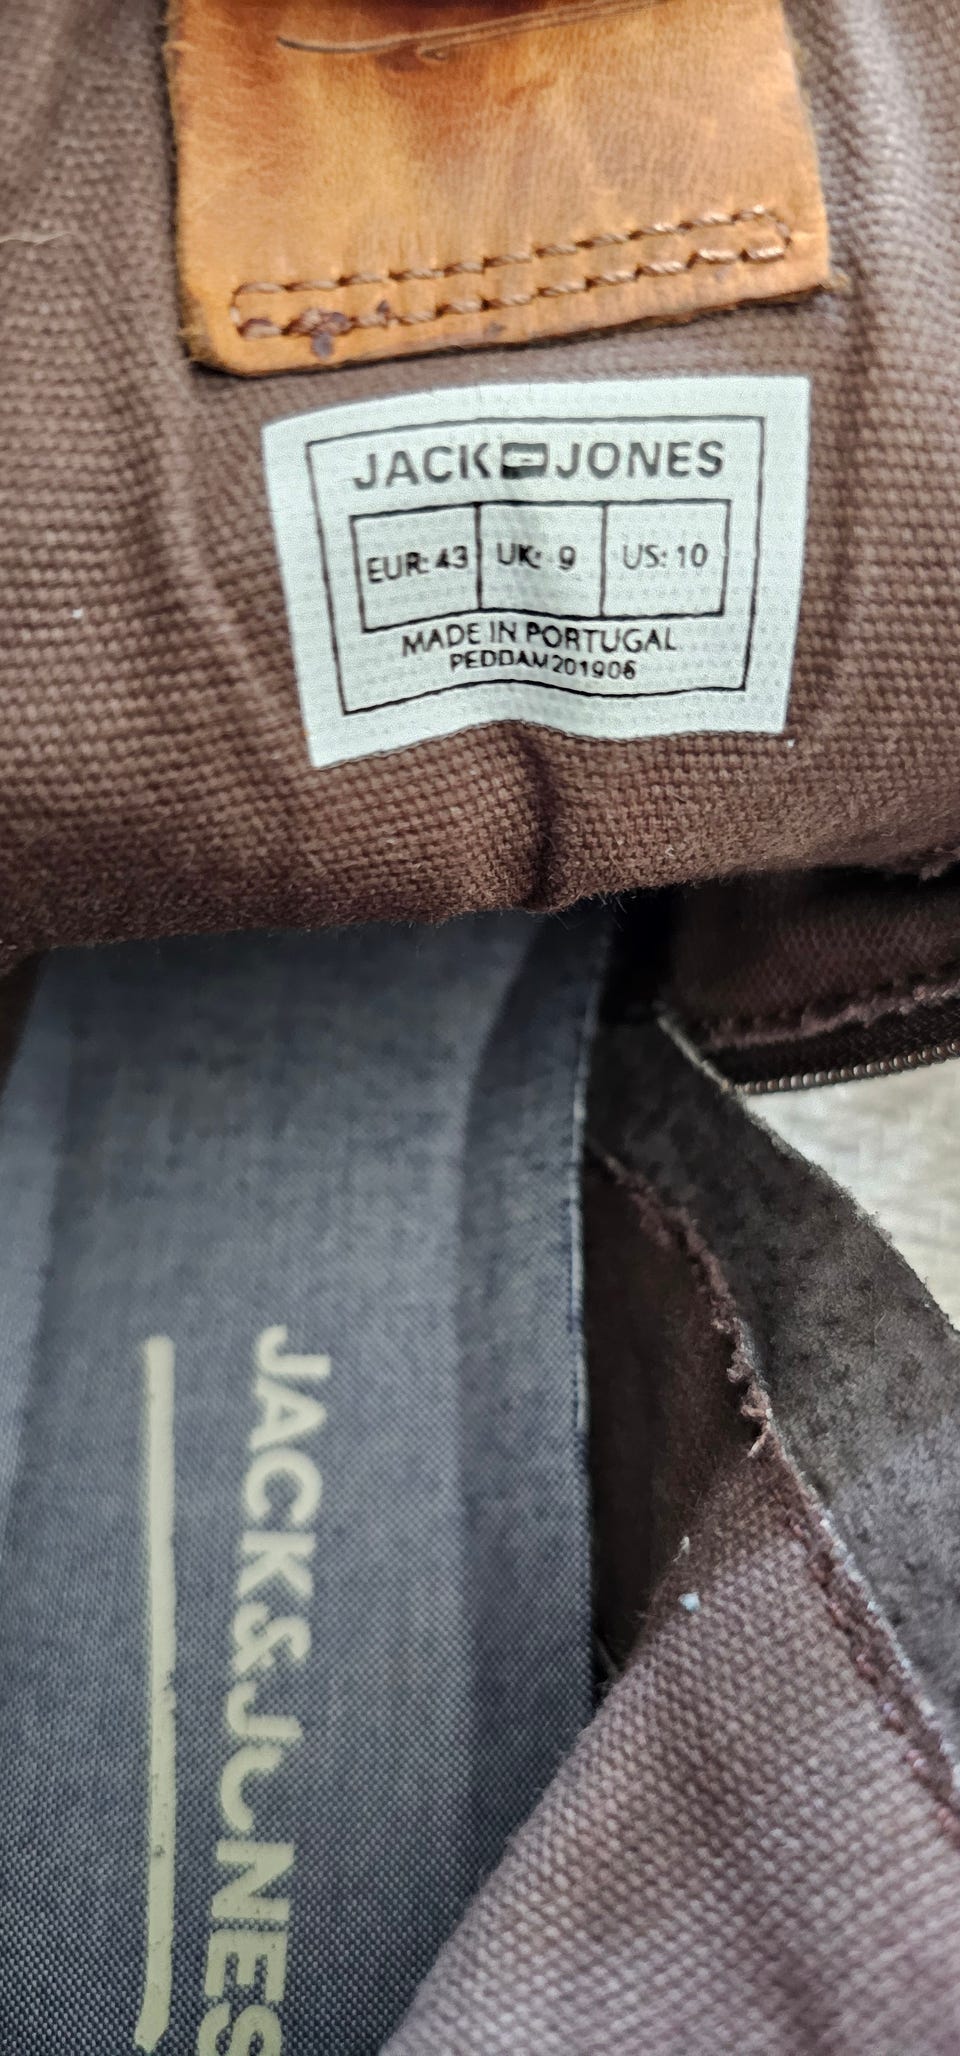 JACK JONES
EUR: 43 UK: 9 US: 10
MADE IN PORTUGAL
PEDDAM201906
JACK&JONES